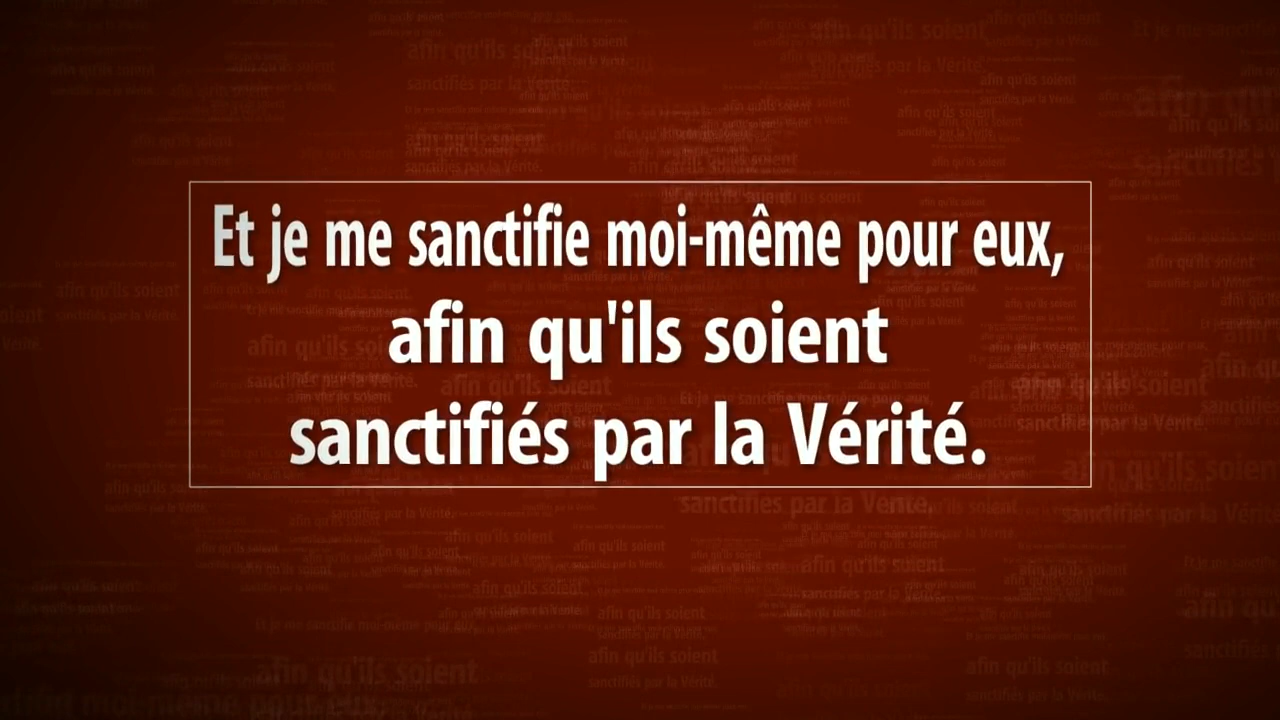 Et je me sanctifie moi-même pour eux,
afin qu'ils soient
sanctifiés par la Vérité.